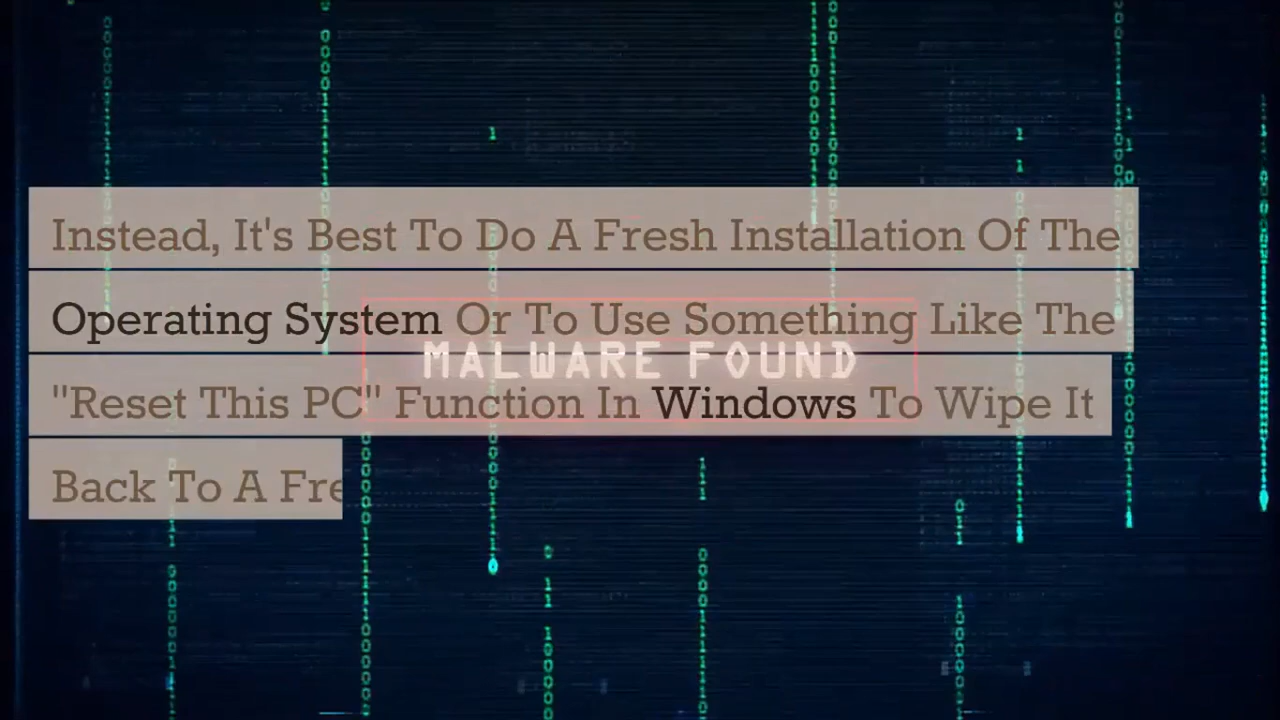 Instead, It's Best To Do A Fresh Installation Of The
Operating System Or To Use Something Like The
MALWARE FOUND
"Reset This PC" Function In Windows To Wipe It
Back To A Fre